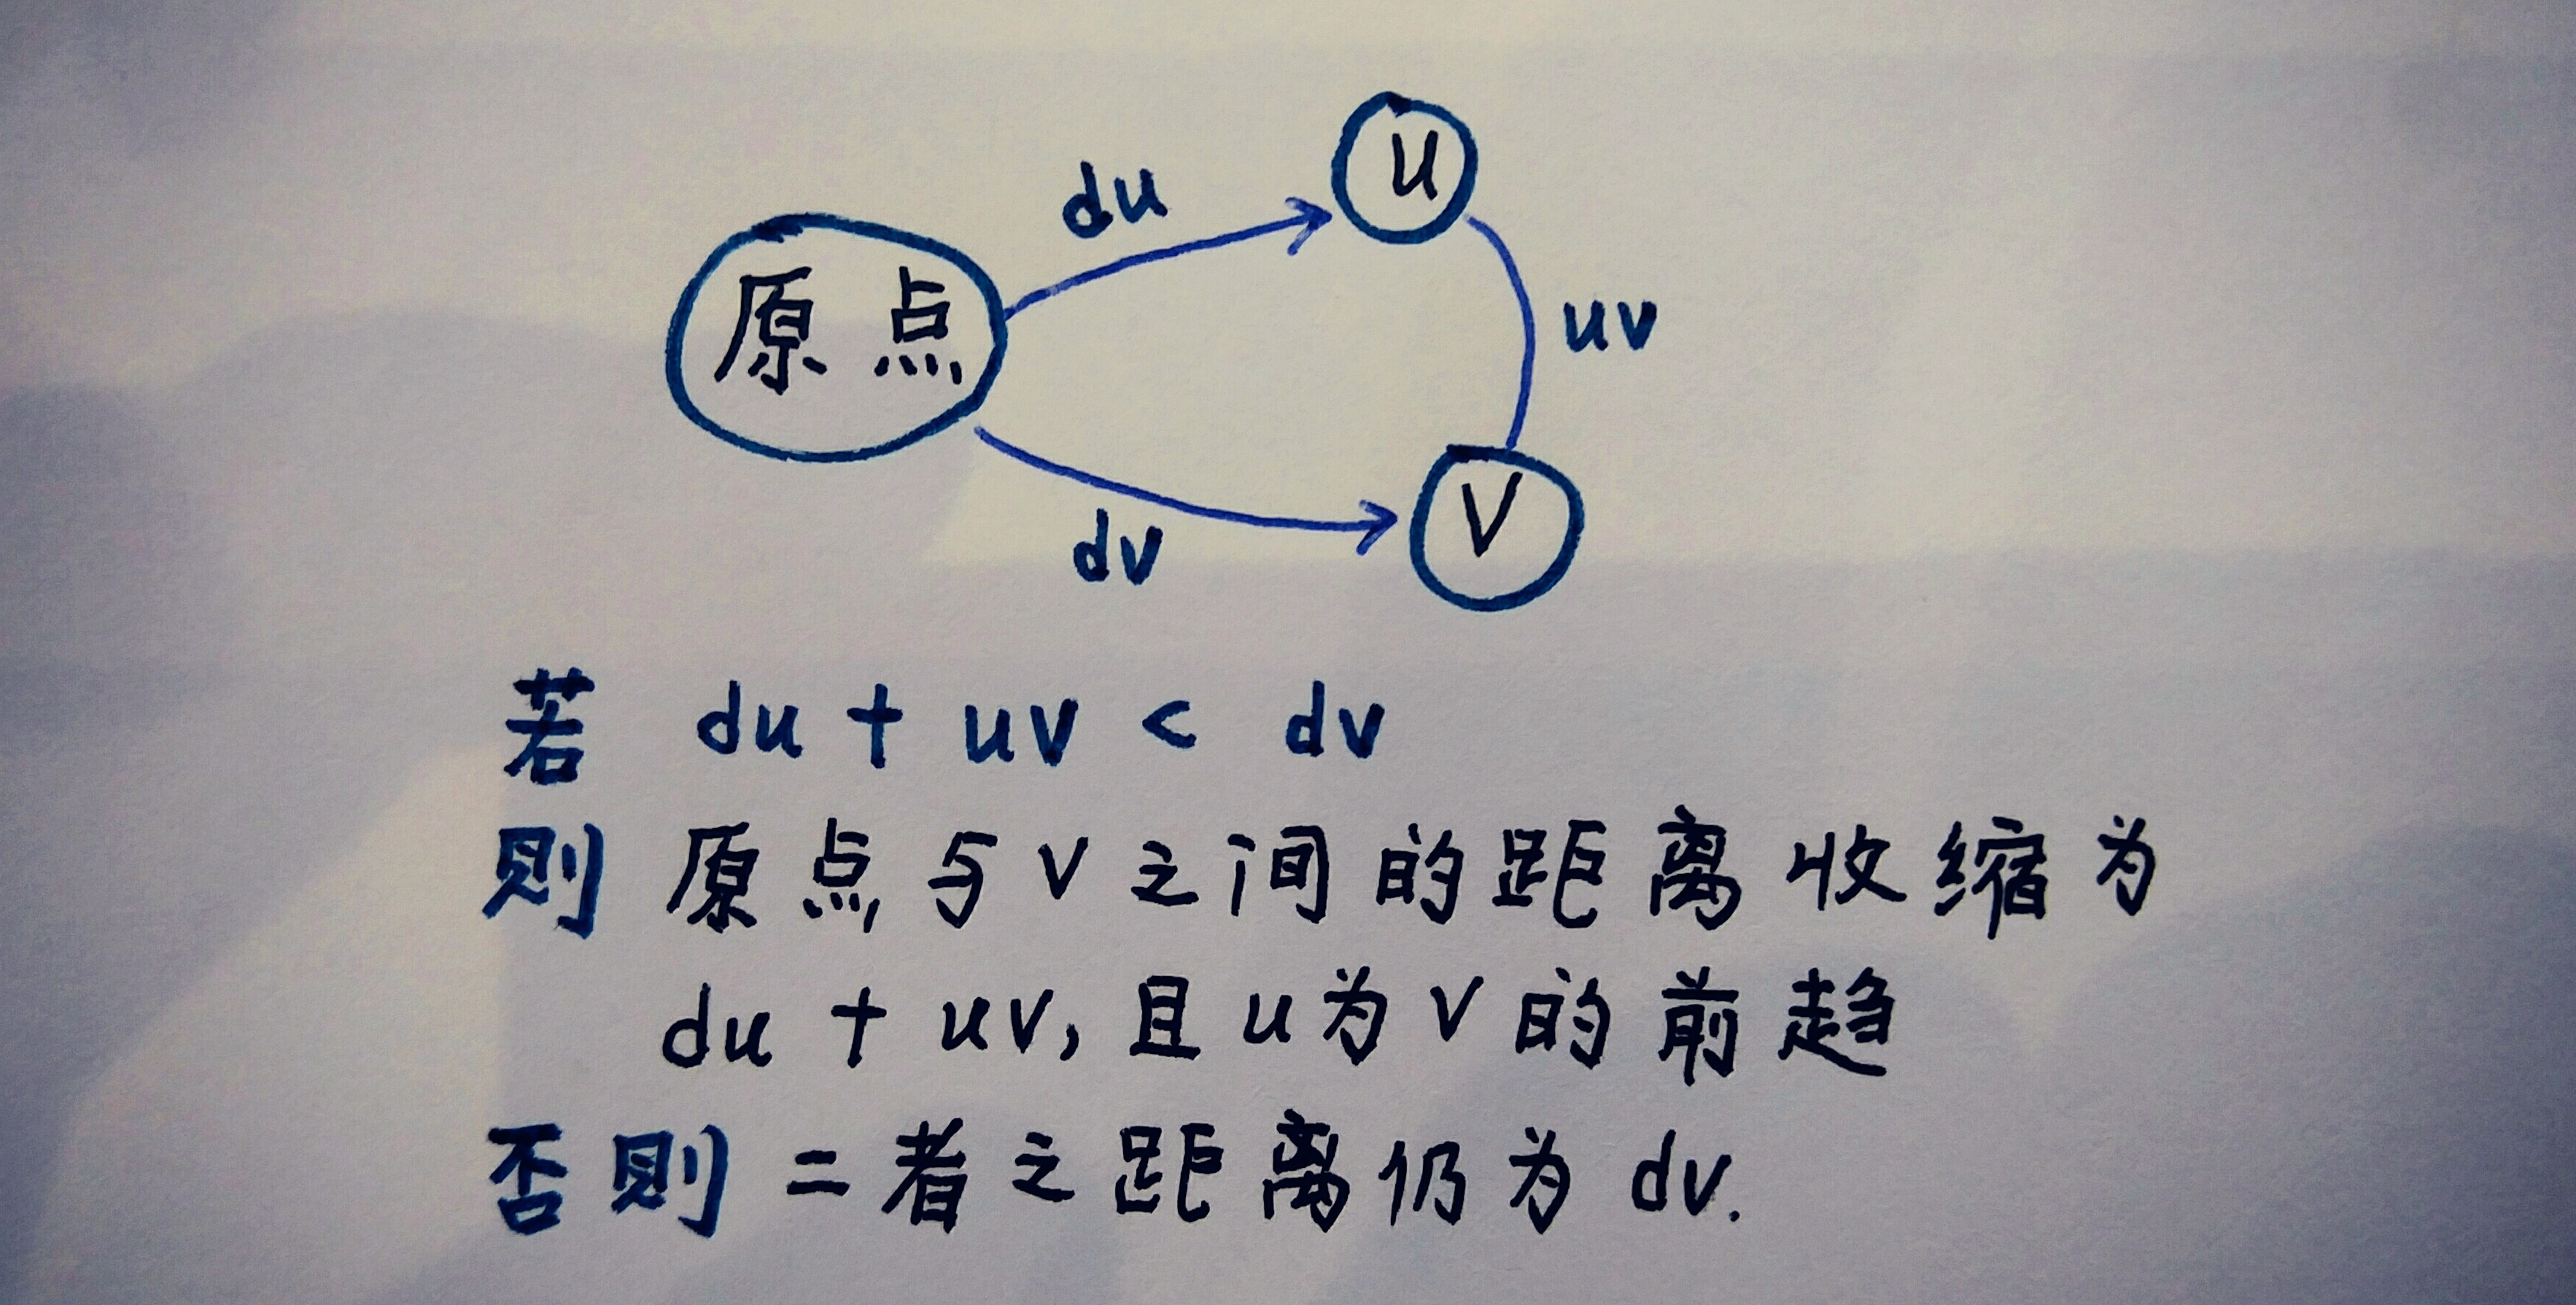 du
u
原点
uv
dv
v
若 du + uv < dv
则 原点与v之间的距离收缩为
du + uv, 且u为v的前趋
否则 二者之距离仍为 dv.